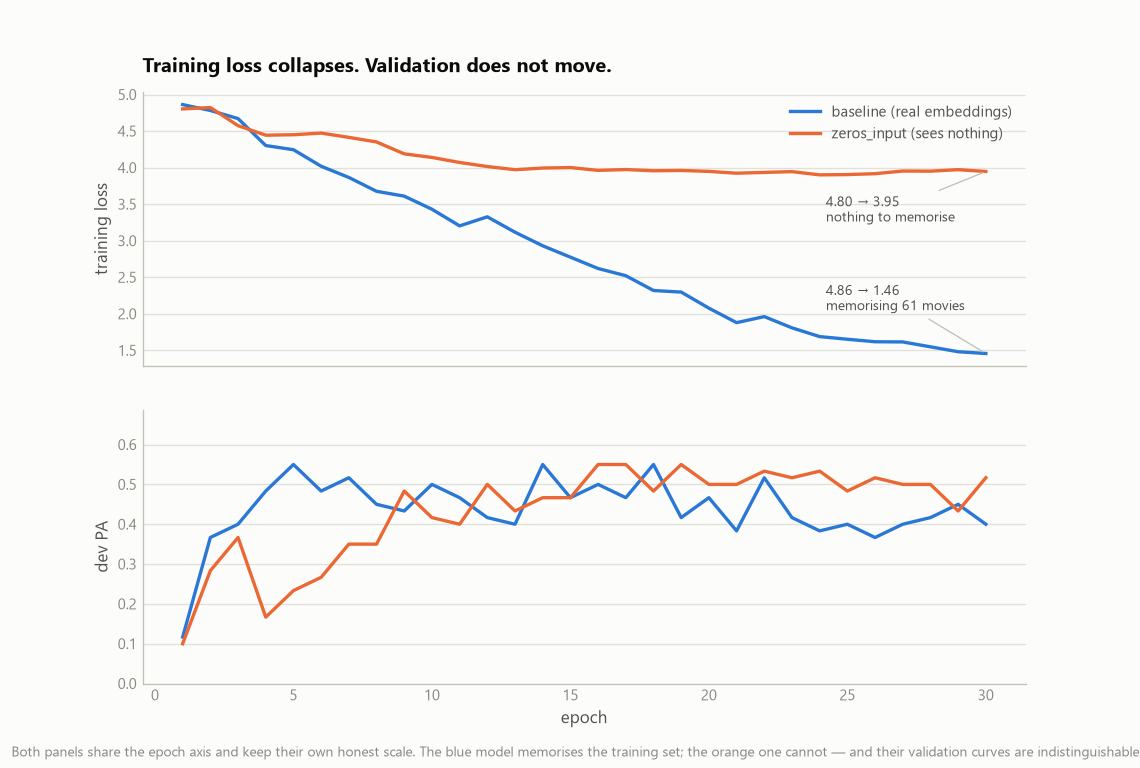 Training loss collapses. Validation does not move.
5.0
4.5
4.0
3.5
3.0
2.5
2.0
1.5
training loss
baseline (real embeddings)
zeros_input (sees nothing)
4.80 → 3.95
nothing to memorise
4.86 → 1.46
memorising 61 movies
0.6
0.5
0.4
0.3
0.2
0.1
0.0
dev PA
0 5 10 15 20 25 30
epoch
Both panels share the epoch axis and keep their own honest scale. The blue model memorises the training set; the orange one cannot — and their validation curves are indistinguishable